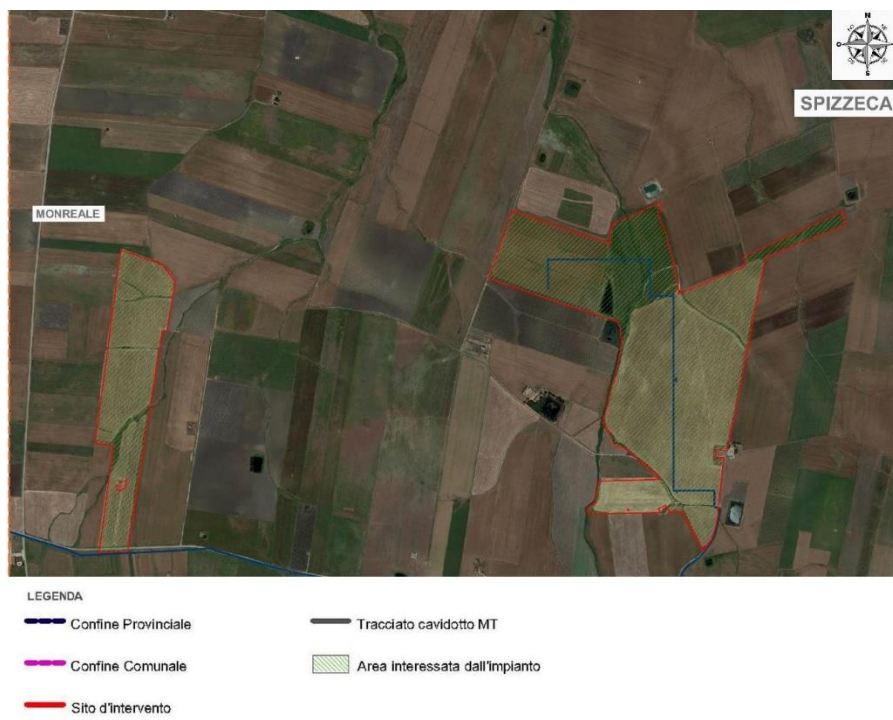 N
SPIZZECA
MONREALE
LEGENDA
Confine Provinciale
Tracciato cavidotto MT
Confine Comunale
Area interessata dall'impianto
Sito d'intervento